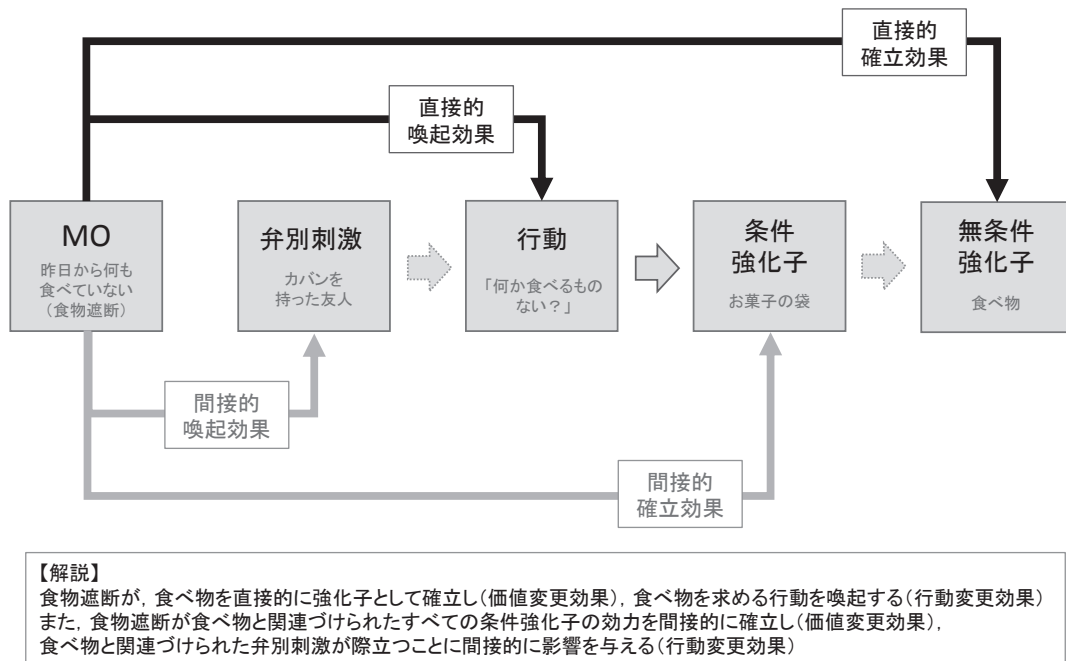 直接的
確立効果
直接的
喚起効果
MO
昨日から何も
食べていない
(食物遮断)
弁別刺激
カバンを
持った友人
行動
「何か食べるもの
ない?」
条件
強化子
お菓子の袋
無条件
強化子
食べ物
間接的
喚起効果
間接的
確立効果
【解説】
食物遮断が，食べ物を直接的に強化子として確立し(価値変更効果)，食べ物を求める行動を喚起する(行動変更効果)
また，食物遮断が食べ物と関連づけられたすべての条件強化子の効力を間接的に確立し(価値変更効果)，
食べ物と関連づけられた弁別刺激が際立つことに間接的に影響を与える(行動変更効果)